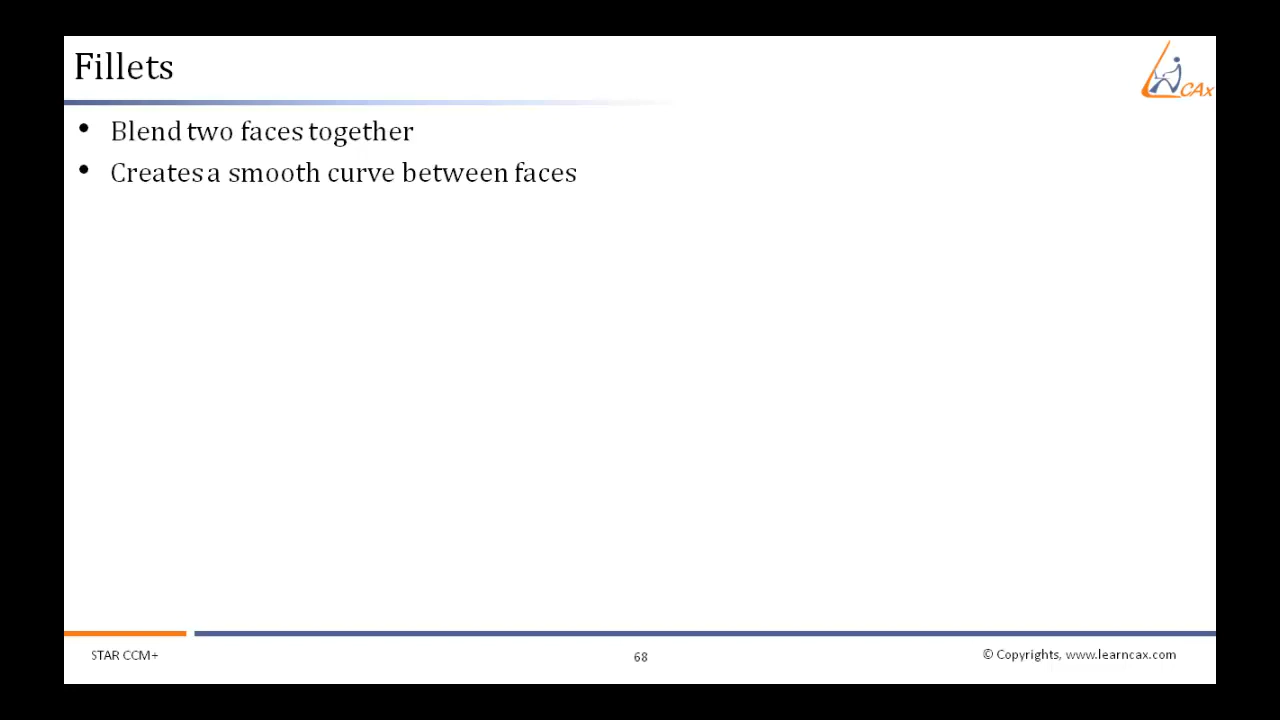 Fillets
CAx
• Blend two faces together
• Creates a smooth curve between faces
STAR CCM+
68
© Copyrights, www.learncax.com